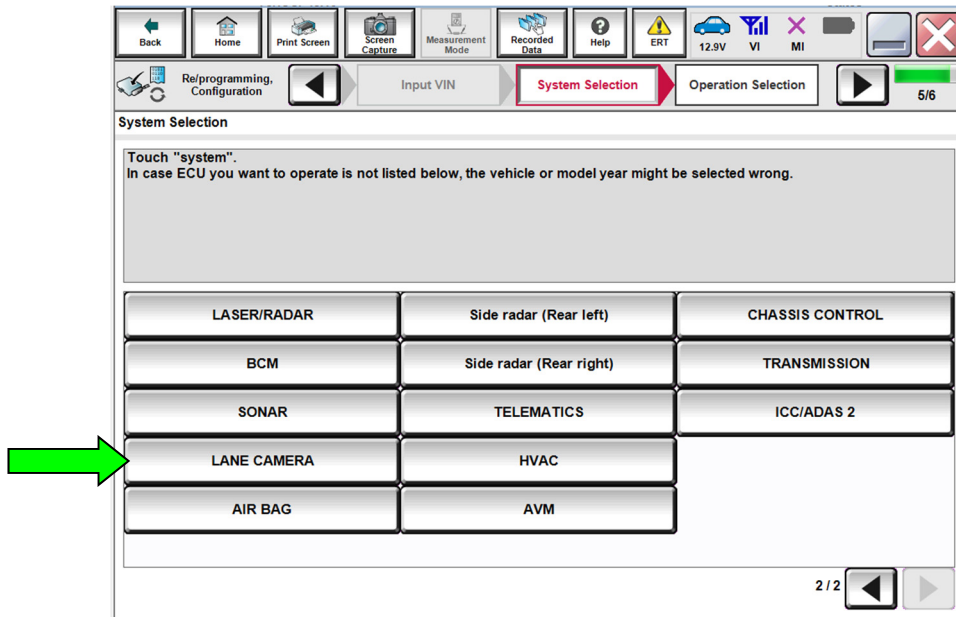 Back
Home
Print Screen
Screen
Capture
Measurement
Mode
Recorded
Data
Help
ERT
12.9V
VI
MI
Re/programming,
Configuration
Input VIN
System Selection
Operation Selection
5/6
System Selection
Touch "system".
In case ECU you want to operate is not listed below, the vehicle or model year might be selected wrong.
LASER/RADAR
Side radar (Rear left)
CHASSIS CONTROL
BCM
Side radar (Rear right)
TRANSMISSION
SONAR
TELEMATICS
ICC/ADAS 2
LANE CAMERA
HVAC
AIR BAG
AVM
2 / 2